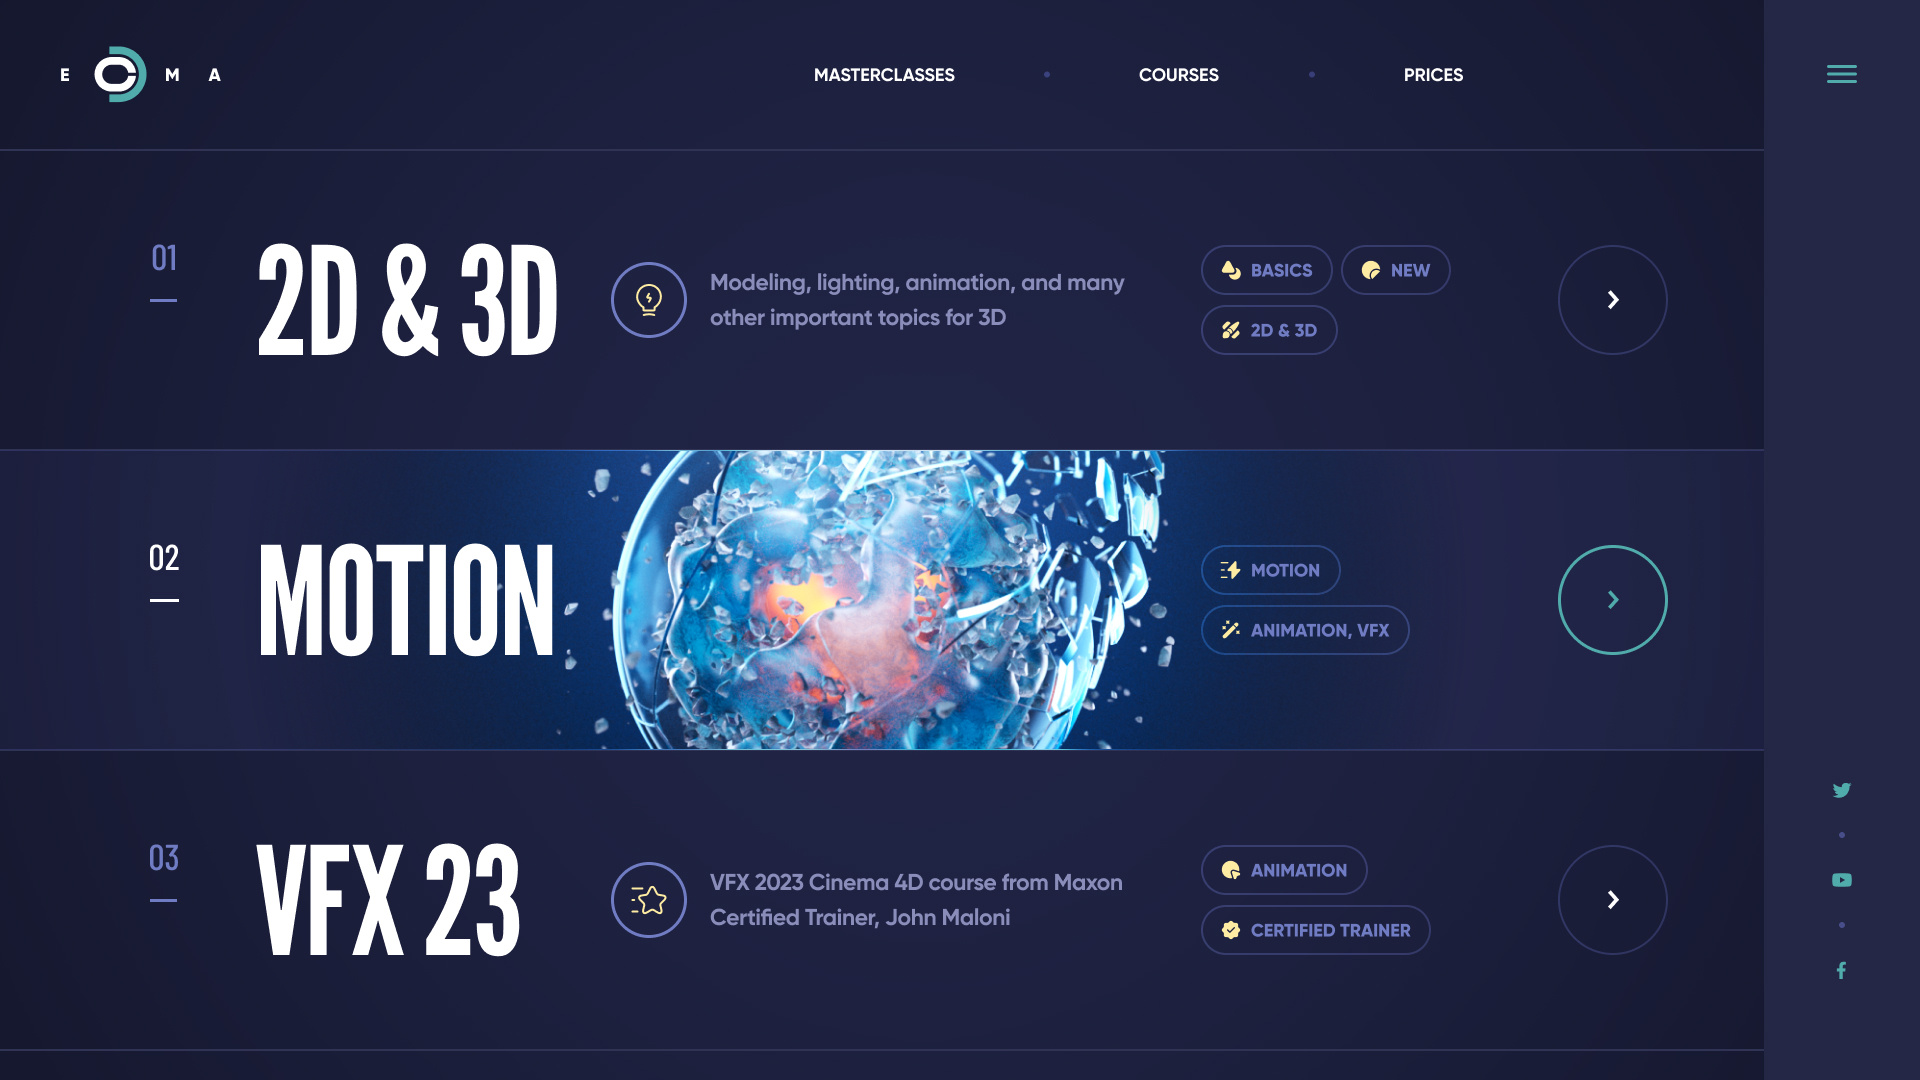 E C M A
MASTERCLASSES
COURSES
PRICES
01
2D & 3D
Modeling, lighting, animation, and many
other important topics for 3D
BASICS
NEW
2D & 3D
02
MOTION
MOTION
ANIMATION, VFX
03
VFX 23
VFX 2023 Cinema 4D course from Maxon
Certified Trainer, John Maloni
ANIMATION
CERTIFIED TRAINER